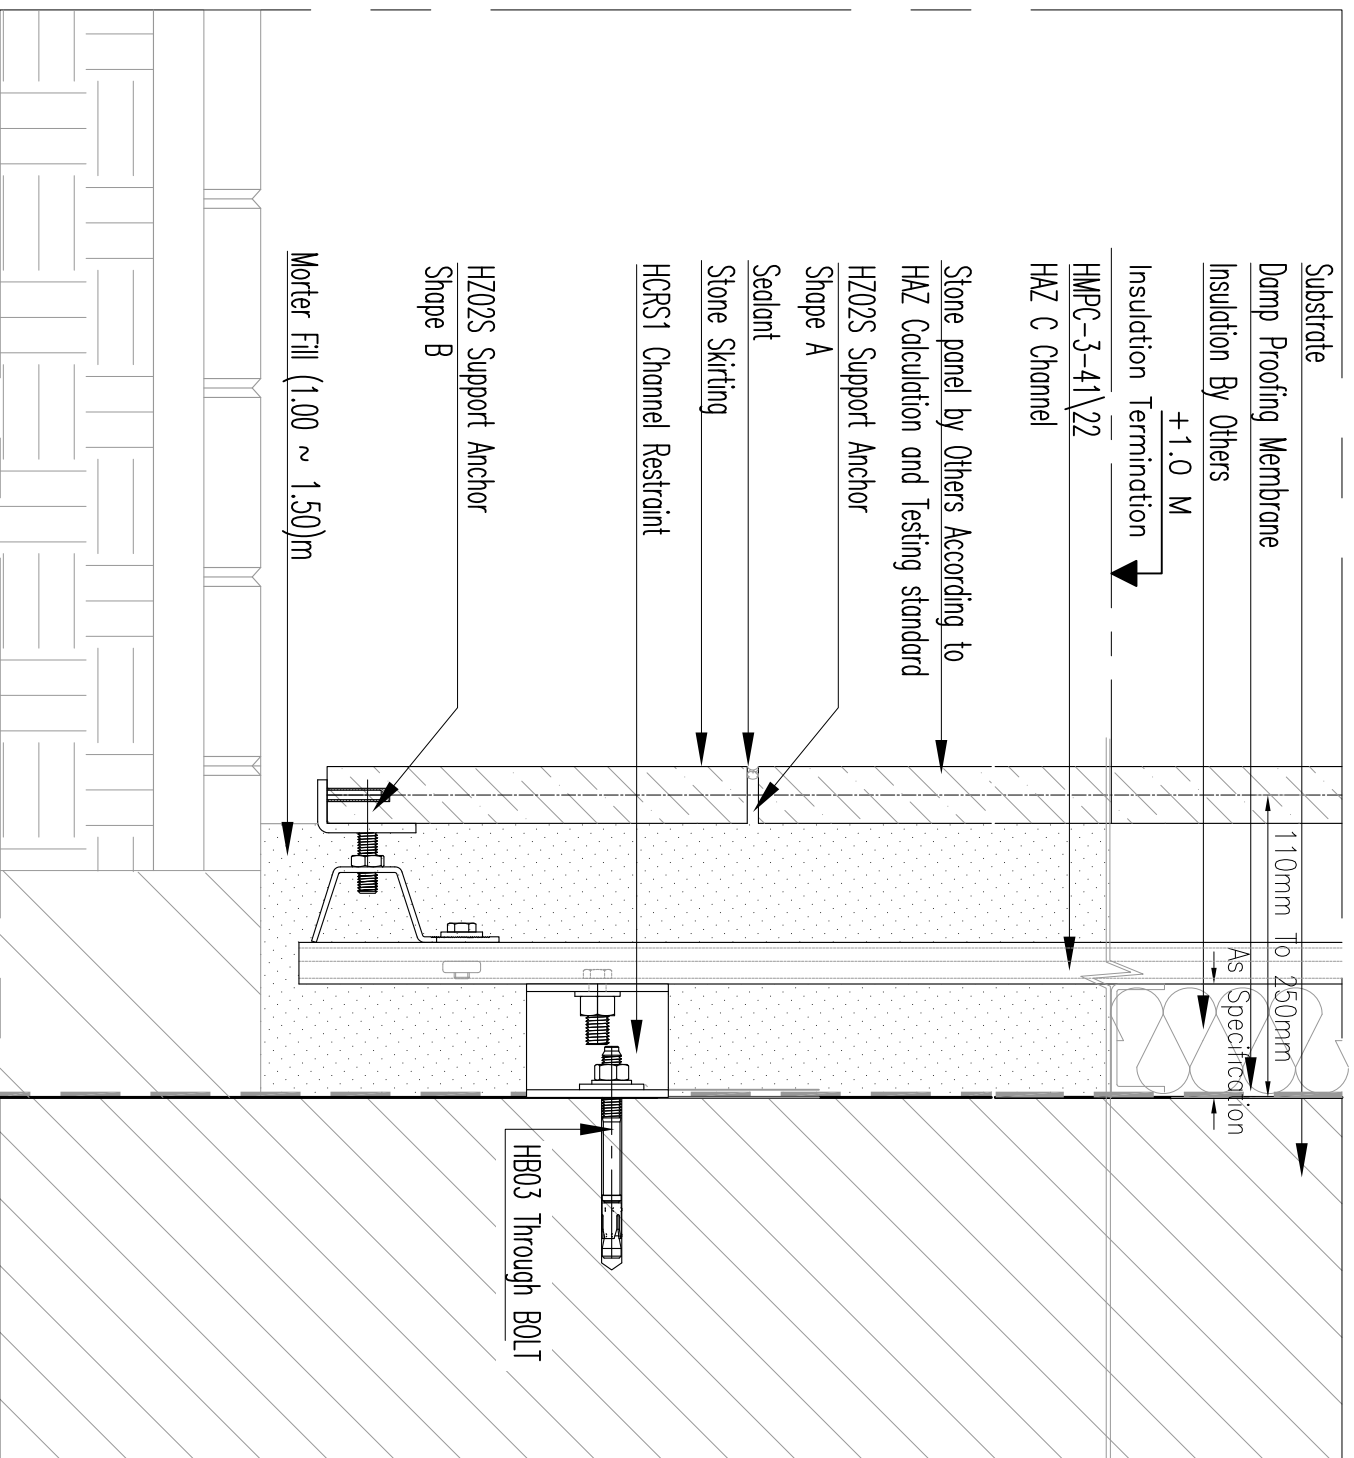 Substrate
Damp Proofing Membrane
Insulation By Others
+1.0 M
Insulation Termination
HMPC-3-41\22
HAZ C Channel
Stone panel by Others According to
HAZ Calculation and Testing standard
HZ02S Support Anchor
Shape A
Sealant
Stone Skirting
HCRS1 Channel Restraint
HZ02S Support Anchor
Shape B
Morter Fill (1.00 ~ 1.50)m
110mm To 250mm
As Specification
HB03 Through BOLT